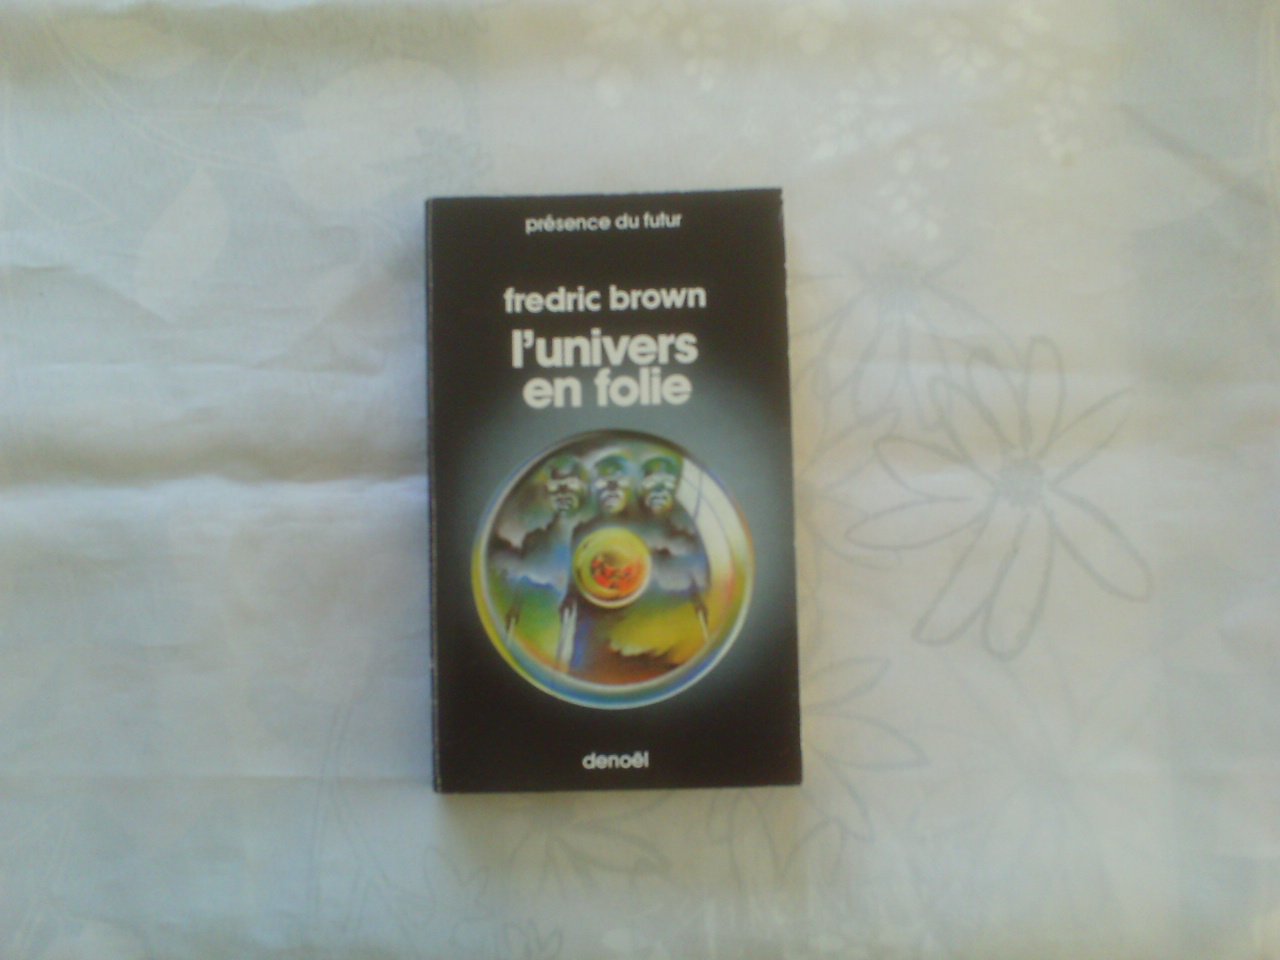 présence du futur
fredric brown
l'univers
en folie
denoël